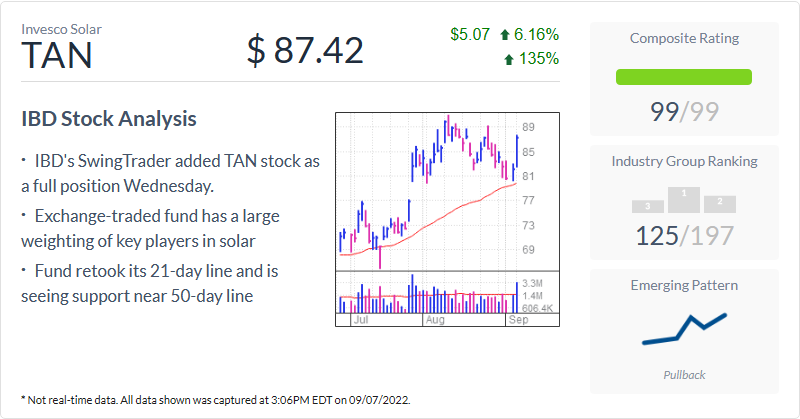 Invesco Solar
TAN
$ 87.42
$5.07 6.16%
135%
IBD Stock Analysis
• IBD's SwingTrader added TAN stock as
a full position Wednesday.
• Exchange-traded fund has a large
weighting of key players in solar
• Fund retook its 21-day line and is
seeing support near 50-day line
89
85
81
77
73
69
3.3M
1.4M
606.4K
Jul Aug Sep
Composite Rating
99/99
Industry Group Ranking
3 1 2
125/197
Emerging Pattern
Pullback
* Not real-time data. All data shown was captured at 3:06PM EDT on 09/07/2022.